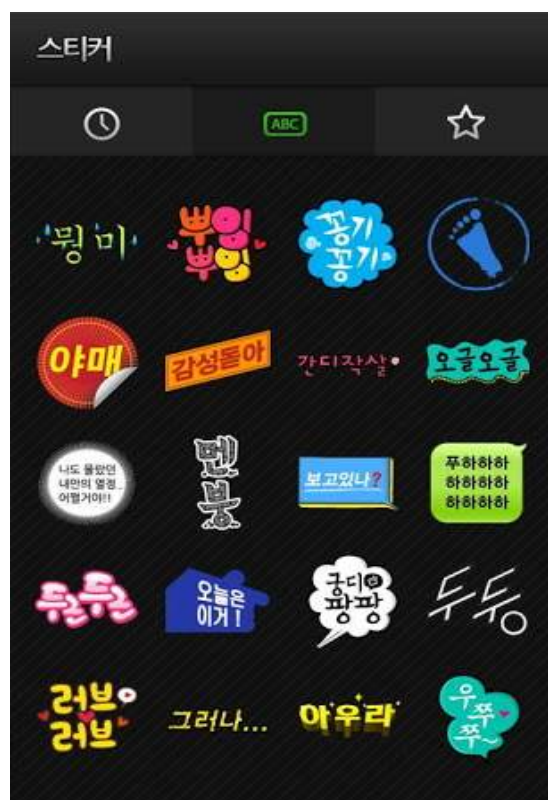 스티커
ABC
뭥미
뿌잉
뿌잉
꽁기
꽁기
야매
감성돋아
간디작살
오글오글
나도 몰랐던
내안의 열정...
어쩔거야!!
멘
붕
보고있나?
푸하하하
하하하하
하하하하
두근두근
오늘은
이거!
궁디
팡팡
두둥
러브
러브
그러나...
아우라
우
쭈
쭈~